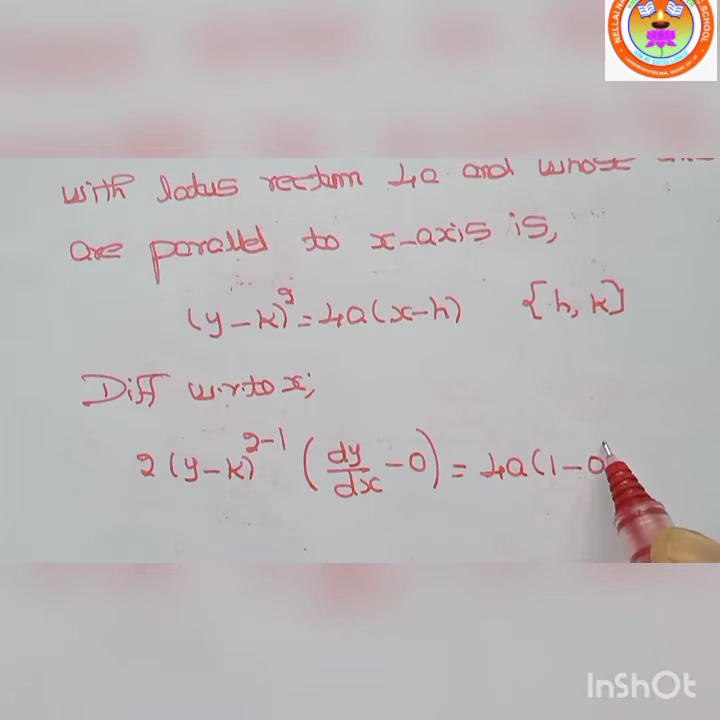 SCHOOL
with latus rectum 4a and whose
are parallel to x-axis is,
(y-k)² = 4a(x-h) {h, k}
Diff w.r.to x;
2(y-k)²⁻¹ (dy/dx - 0) = 4a(1-0
InShOt